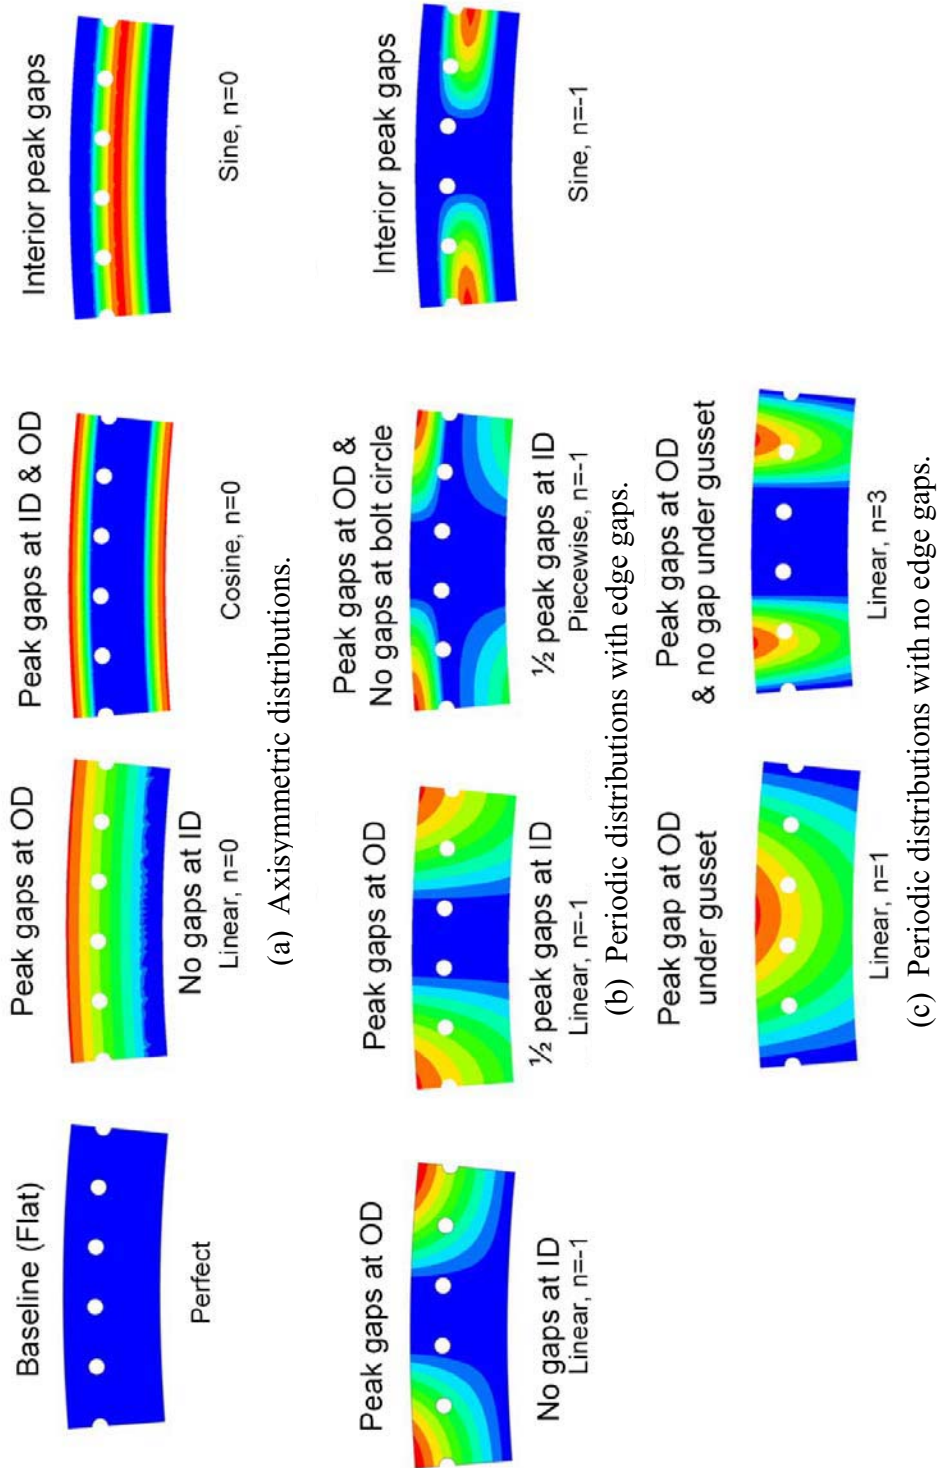 Baseline (Flat)
Perfect
Peak gaps at OD
No gaps at ID
Linear, n=0
Peak gaps at ID & OD
Cosine, n=0
Interior peak gaps
Sine, n=0
(a) Axisymmetric distributions.
Peak gaps at OD
No gaps at ID
Linear, n=-1
Peak gaps at OD
½ peak gaps at ID
Linear, n=-1
Peak gaps at OD &
No gaps at bolt circle
½ peak gaps at ID
Piecewise, n=-1
Interior peak gaps
Sine, n=-1
(b) Periodic distributions with edge gaps.
Peak gap at OD
under gusset
Linear, n=1
Peak gaps at OD
& no gap under gusset
Linear, n=3
(c) Periodic distributions with no edge gaps.